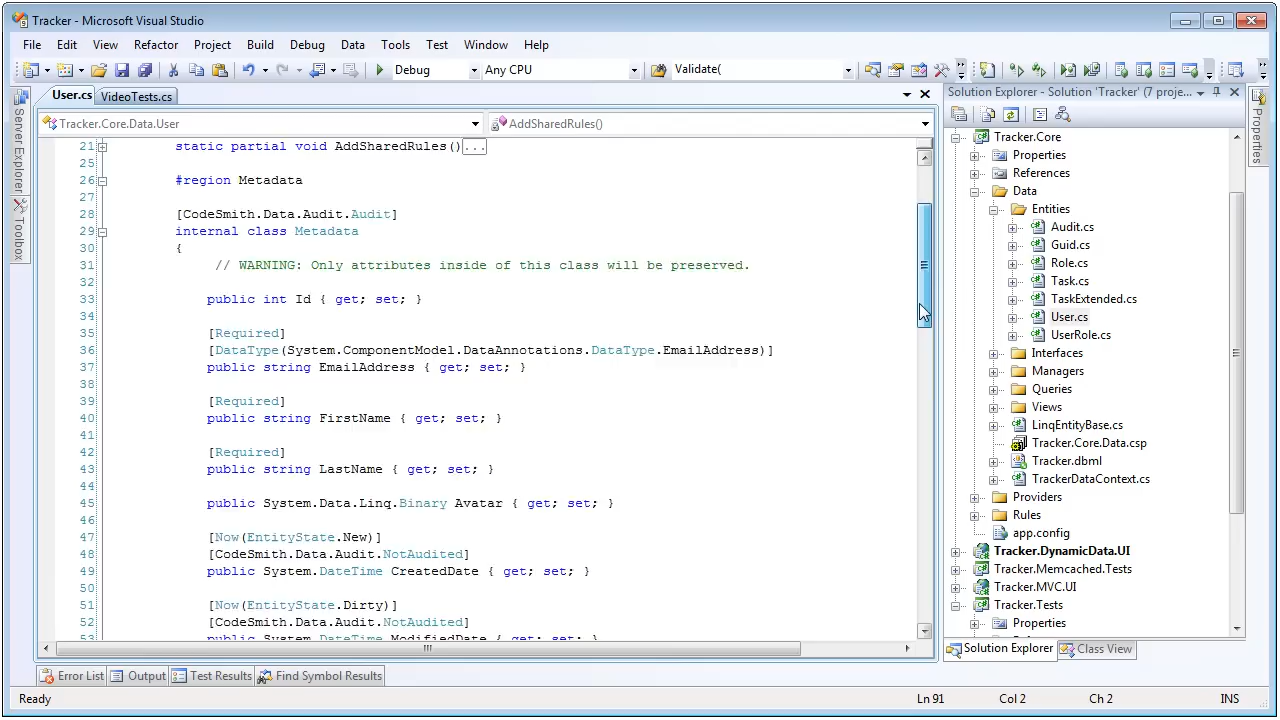 Tracker - Microsoft Visual Studio
File Edit View Refactor Project Build Debug Data Tools Test Window Help
Debug Any CPU Validate(
User.cs VideoTests.cs
Tracker.Core.Data.User AddSharedRules()
21 static partial void AddSharedRules()...
25
26 #region Metadata
27
28 [CodeSmith.Data.Audit.Audit]
29 internal class Metadata
30 {
31 // WARNING: Only attributes inside of this class will be preserved.
32
33 public int Id { get; set; }
34
35 [Required]
36 [DataType(System.ComponentModel.DataAnnotations.DataType.EmailAddress)]
37 public string EmailAddress { get; set; }
38
39 [Required]
40 public string FirstName { get; set; }
41
42 [Required]
43 public string LastName { get; set; }
44
45 public System.Data.Linq.Binary Avatar { get; set; }
46
47 [Now(EntityState.New)]
48 [CodeSmith.Data.Audit.NotAudited]
49 public System.DateTime CreatedDate { get; set; }
50
51 [Now(EntityState.Dirty)]
52 [CodeSmith.Data.Audit.NotAudited]
53 public System.DateTime ModifiedDate { get; set; }
Server Explorer
Toolbox
Solution Explorer - Solution 'Tracker' (7 proje...
Tracker.Core
Properties
References
Data
Entities
Audit.cs
Guid.cs
Role.cs
Task.cs
TaskExtended.cs
User.cs
UserRole.cs
Interfaces
Managers
Queries
Views
LinqEntityBase.cs
Tracker.Core.Data.csp
Tracker.dbml
TrackerDataContext.cs
Providers
Rules
app.config
Tracker.DynamicData.UI
Tracker.Memcached.Tests
Tracker.MVC.UI
Tracker.Tests
Properties
Solution Explorer Class View
Properties
Error List Output Test Results Find Symbol Results
Ready Ln 91 Col 2 Ch 2 INS